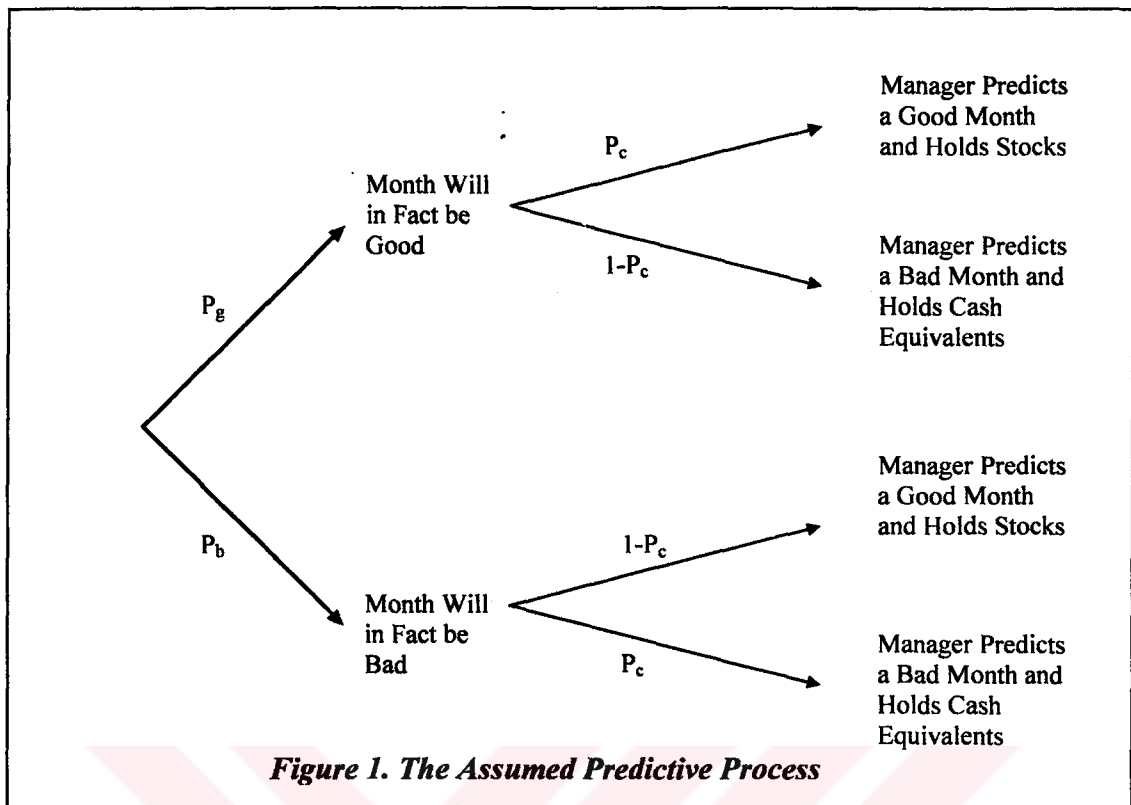 Manager Predicts
a Good Month
and Holds Stocks
P_c
Month Will
in Fact be
Good
1-P_c
Manager Predicts
a Bad Month and
Holds Cash
Equivalents
P_g
P_b
Manager Predicts
a Good Month
and Holds Stocks
1-P_c
Month Will
in Fact be
Bad
P_c
Manager Predicts
a Bad Month and
Holds Cash
Equivalents
Figure 1. The Assumed Predictive Process